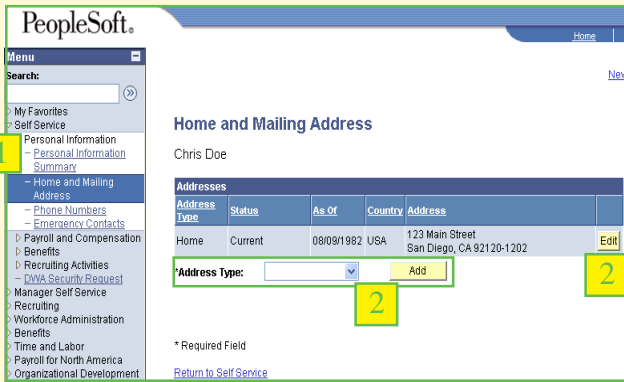 PeopleSoft®
Home
Menu
Search:
New
My Favorites
Self Service
Personal Information
1
– Personal Information
Summary
– Home and Mailing
Address
– Phone Numbers
– Emergency Contacts
Payroll and Compensation
Benefits
Recruiting Activities
– DWA Security Request
Manager Self Service
Recruiting
Workforce Administration
Benefits
Time and Labor
Payroll for North America
Organizational Development
Home and Mailing Address
Chris Doe
Addresses
Address Type Status As Of Country Address
Home Current 08/09/1982 USA 123 Main Street
San Diego, CA 92120-1202
Edit
2
*Address Type: Add
2
* Required Field
Return to Self Service